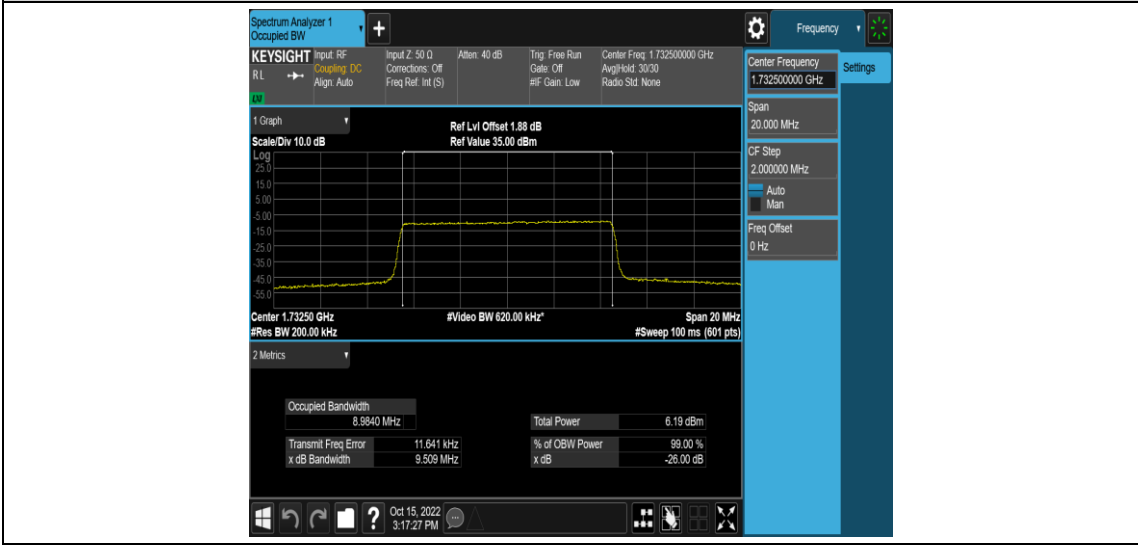 Spectrum Analyzer 1
Occupied BW
+
Frequency
KEYSIGHT
RL
LXI
Input: RF
Coupling: DC
Align: Auto
Input Z: 50 Ω
Corrections: Off
Freq Ref: Int (S)
Atten: 40 dB
Trig: Free Run
Gate: Off
#IF Gain: Low
Center Freq: 1.732500000 GHz
Avg|Hold: 30/30
Radio Std: None
Center Frequency
1.732500000 GHz
Settings
Span
20.000 MHz
CF Step
2.000000 MHz
Auto
Man
Freq Offset
0 Hz
1 Graph
Scale/Div 10.0 dB
Ref Lvl Offset 1.88 dB
Ref Value 35.00 dBm
Log
25.0
15.0
5.00
-5.00
-15.0
-25.0
-35.0
-45.0
-55.0
Center 1.73250 GHz
#Video BW 620.00 kHz*
Span 20 MHz
#Res BW 200.00 kHz
#Sweep 100 ms (601 pts)
2 Metrics
Occupied Bandwidth
8.9840 MHz
Total Power 6.19 dBm
Transmit Freq Error 11.641 kHz
% of OBW Power 99.00 %
x dB Bandwidth 9.509 MHz
x dB -26.00 dB
?
Oct 15, 2022
3:17:27 PM